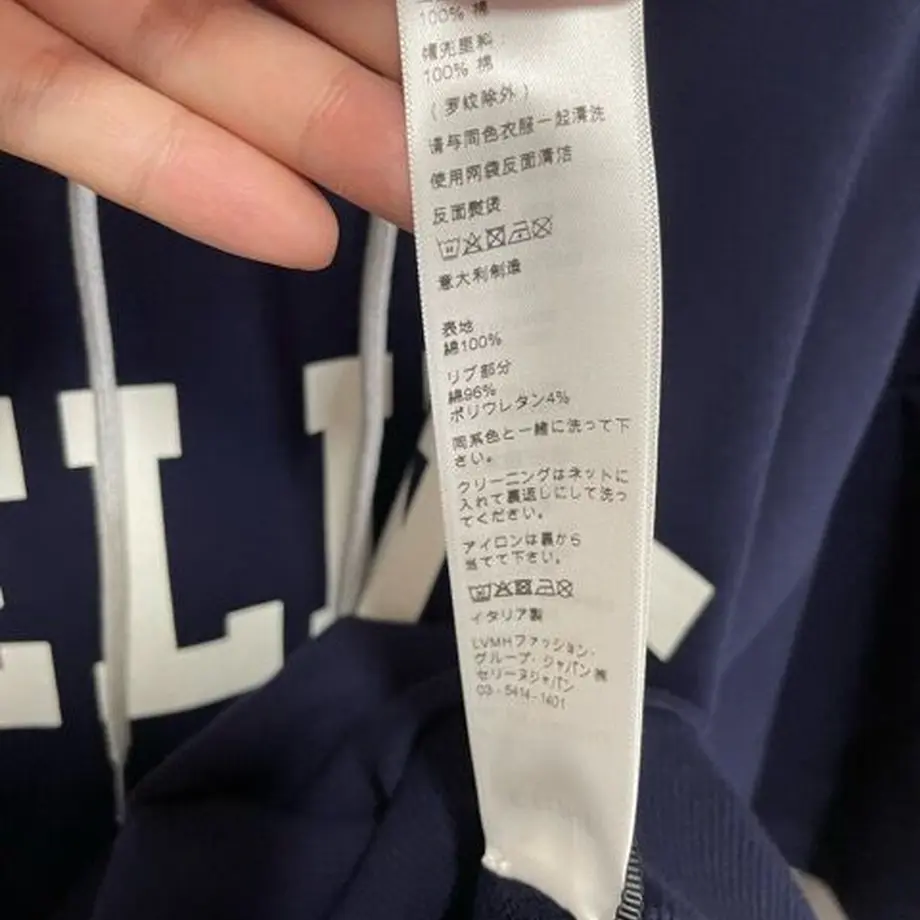 100% 棉
帽兜里料
100% 棉
(罗纹除外)
请与同色衣服一起清洗
使用网袋反面清洁
反面熨烫
意大利制造
表地
綿100%
リブ部分
綿96%
ポリウレタン4%
同系色と一緒に洗って下
さい。
クリーニングはネットに
入れて裏返しにして洗っ
てください。
アイロンは裏から
当てて下さい。
イタリア製
LVMHファッション・
グループ・ジャパン㈱
セリーヌジャパン
03-5414-1401
ELI